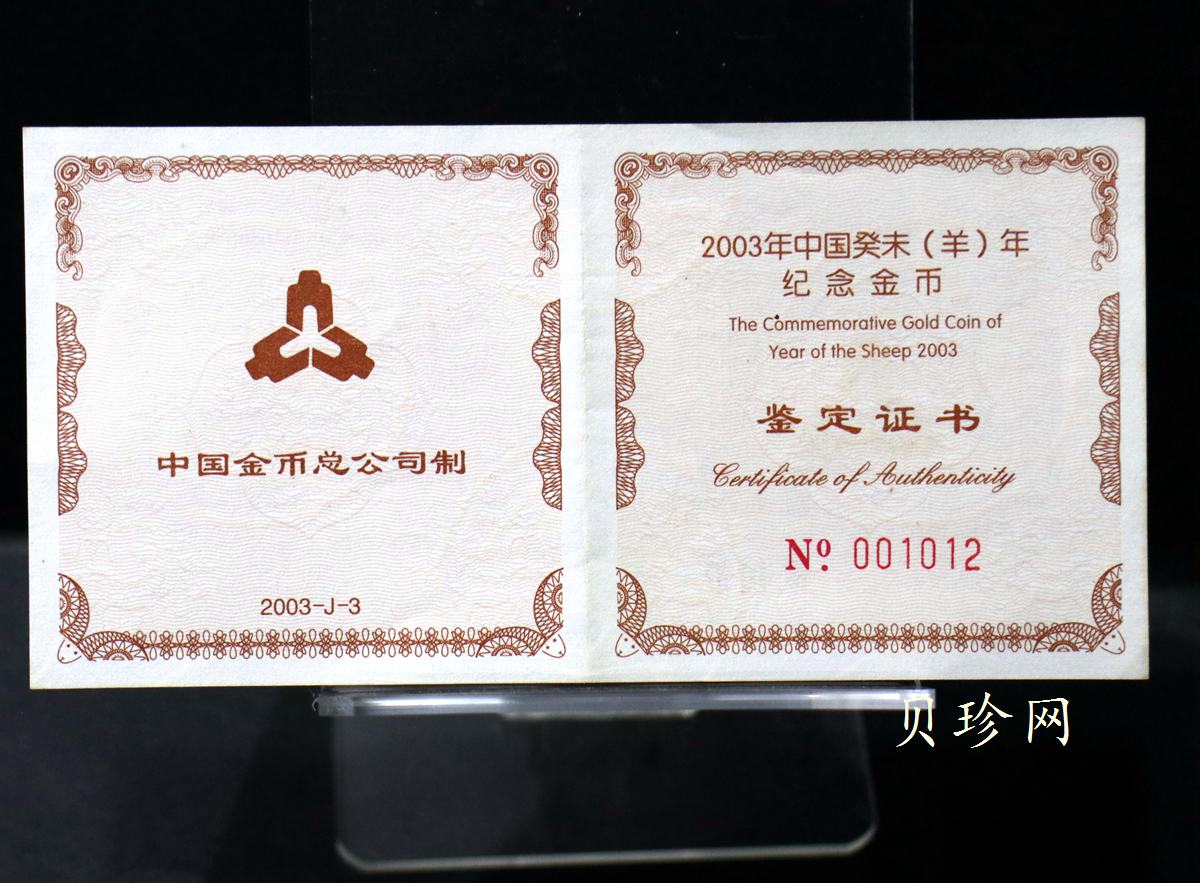 中国金币总公司制
2003-J-3
2003年中国癸未（羊）年
纪念金币
The Commemorative Gold Coin of
Year of the Sheep 2003
鉴定证书
Certificate of Authenticity
Nº 001012
贝珍网